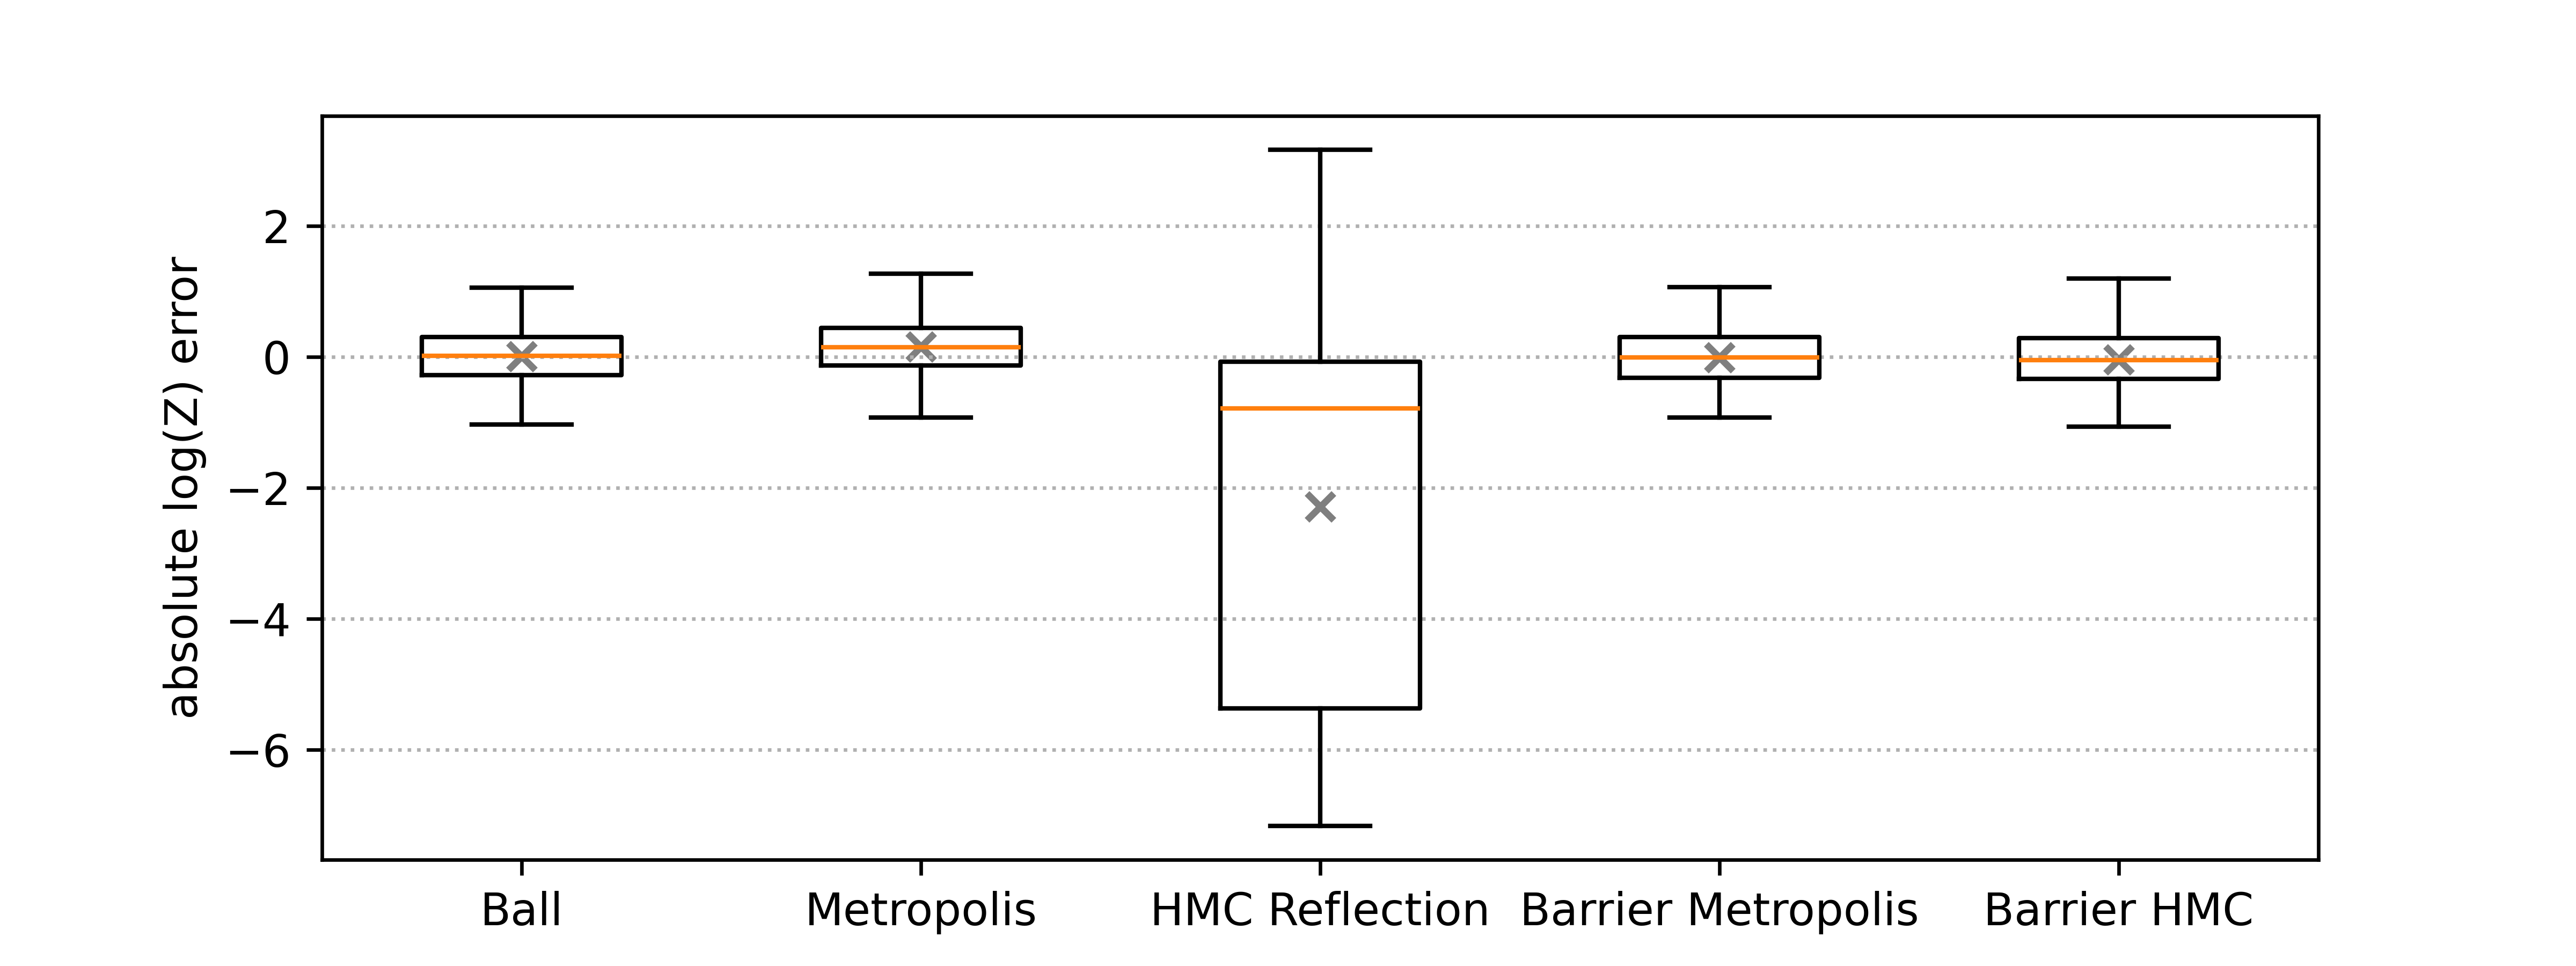 absolute log(Z) error
2
0
−2
−4
−6
Ball
Metropolis
HMC Reflection
Barrier Metropolis
Barrier HMC